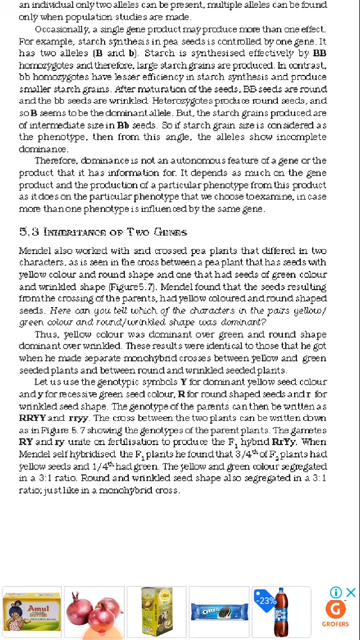 an individual only two alleles can be present, multiple alleles can be found
only when population studies are made.
Occasionally, a single gene product may produce more than one effect.
For example, starch synthesis in pea seeds is controlled by one gene. It
has two alleles (B and b). Starch is synthesised effectively by BB
homozygotes and therefore, large starch grains are produced. In contrast,
bb homozygotes have lesser efficiency in starch synthesis and produce
smaller starch grains. After maturation of the seeds, BB seeds are round
and the bb seeds are wrinkled. Heterozygotes produce round seeds, and
so B seems to be the dominant allele. But, the starch grains produced are
of intermediate size in Bb seeds. So if starch grain size is considered as
the phenotype, then from this angle, the alleles show incomplete
dominance.
Therefore, dominance is not an autonomous feature of a gene or the
product that it has information for. It depends as much on the gene
product and the production of a particular phenotype from this product
as it does on the particular phenotype that we choose to examine, in case
more than one phenotype is influenced by the same gene.
5.3 INHERITANCE OF TWO GENES
Mendel also worked with and crossed pea plants that differed in two
characters, as is seen in the cross between a pea plant that has seeds with
yellow colour and round shape and one that had seeds of green colour
and wrinkled shape (Figure5.7). Mendel found that the seeds resulting
from the crossing of the parents, had yellow coloured and round shaped
seeds. Here can you tell which of the characters in the pairs yellow/
green colour and round/wrinkled shape was dominant?
Thus, yellow colour was dominant over green and round shape
dominant over wrinkled. These results were identical to those that he got
when he made separate monohybrid crosses between yellow and green
seeded plants and between round and wrinkled seeded plants.
Let us use the genotypic symbols Y for dominant yellow seed colour
and y for recessive green seed colour, R for round shaped seeds and r for
wrinkled seed shape. The genotype of the parents can then be written as
RRYY and rryy. The cross between the two plants can be written down
as in Figure 5.7 showing the genotypes of the parent plants. The gametes
RY and ry unite on fertilisation to produce the F1 hybrid RrYy. When
Mendel self hybridised the F1 plants he found that 3/4th of F2 plants had
yellow seeds and 1/4th had green. The yellow and green colour segregated
in a 3:1 ratio. Round and wrinkled seed shape also segregated in a 3:1
ratio; just like in a monohybrid cross.
Amul
-23%
GROFERS